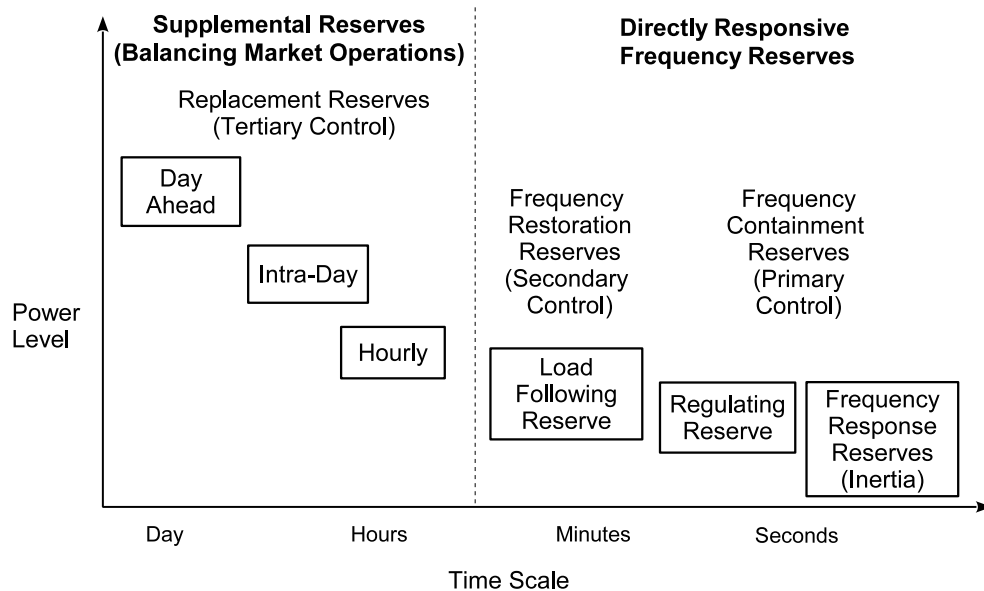 Supplemental Reserves
(Balancing Market Operations)
Directly Responsive
Frequency Reserves
Replacement Reserves
(Tertiary Control)
Day
Ahead
Intra-Day
Hourly
Frequency
Restoration
Reserves
(Secondary
Control)
Frequency
Containment
Reserves
(Primary
Control)
Power
Level
Load
Following
Reserve
Regulating
Reserve
Frequency
Response
Reserves
(Inertia)
Day
Hours
Minutes
Seconds
Time Scale